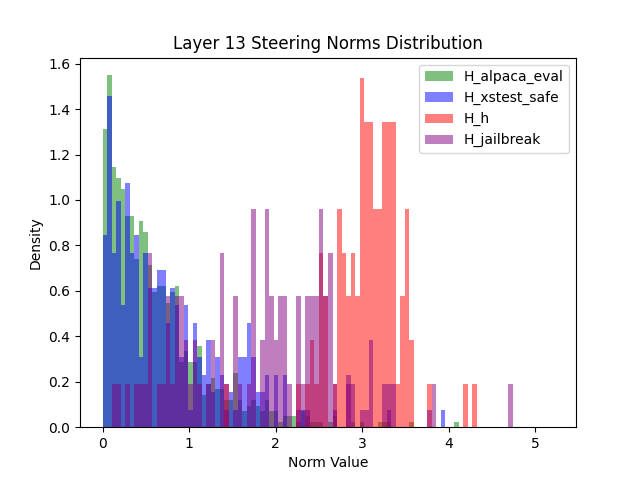 Layer 13 Steering Norms Distribution
H_alpaca_eval
H_xstest_safe
H_h
H_jailbreak
1.6
1.4
1.2
1.0
0.8
0.6
0.4
0.2
0.0
Density
0 1 2 3 4 5
Norm Value